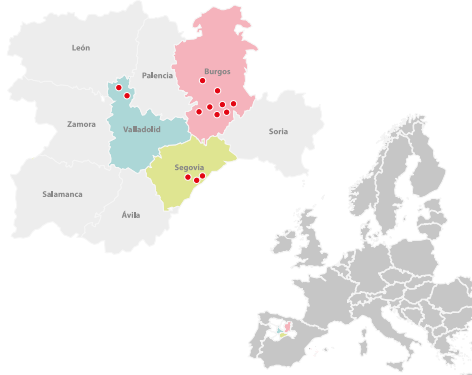 León
Palencia
Burgos
Zamora
Valladolid
Soria
Segovia
Salamanca
Ávila